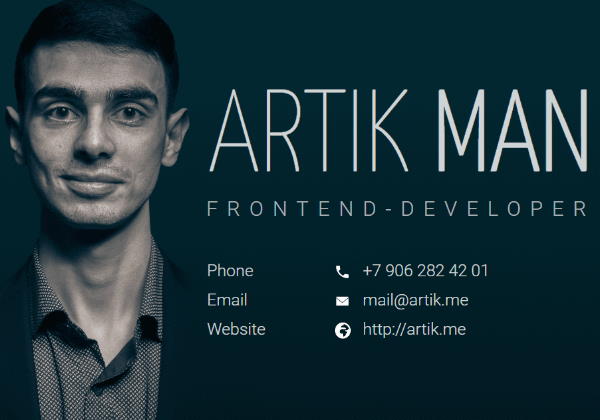 ARTIK MAN
FRONTEND-DEVELOPER
Phone +7 906 282 42 01
Email mail@artik.me
Website http://artik.me